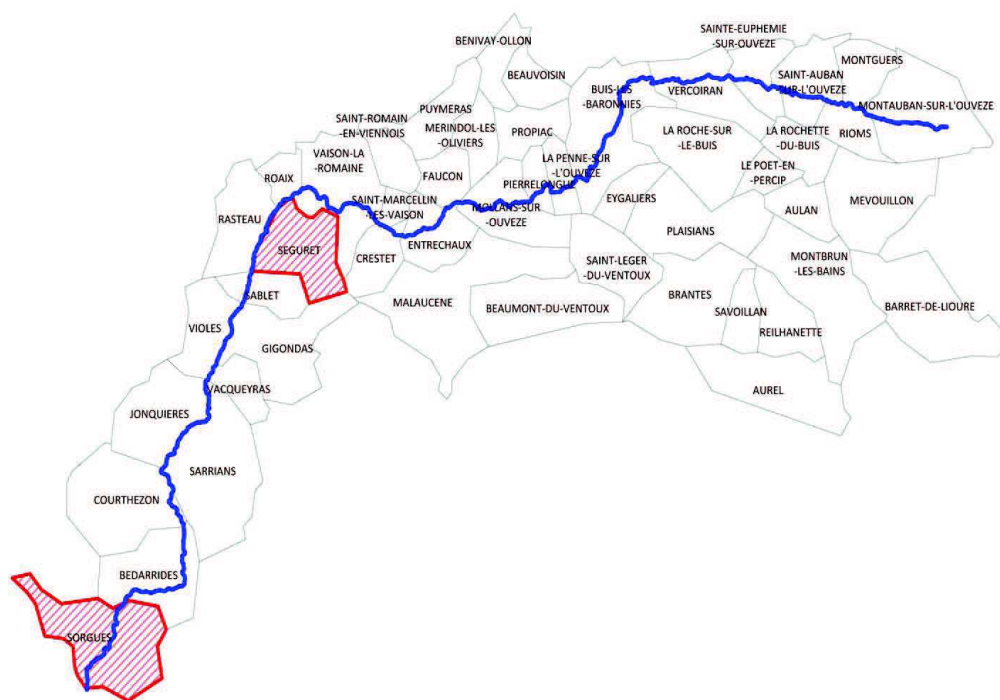 SAINTE-EUPHEMIE
-SUR-OUVEZE
BENIVAY-OLLON
MONTGUERS
BEAUVOISIN
SAINT-AUBAN
SUR-L'OUVEZE
BUIS-LES
-BARONNIES
VERCOIRAN
MONTAUBAN-SUR-L'OUVEZE
PUYMERAS
SAINT-ROMAIN
-EN-VIENNOIS
MERINDOL-LES
-OLIVIERS
PROPIAC
LA ROCHE-SUR
-LE-BUIS
LA ROCHETTE
-DU-BUIS
RIOMS
VAISON-LA
-ROMAINE
LA PENNE-SUR
-L'OUVEZE
LE POET-EN
-PERCIP
ROAIX
FAUCON
PIERRELONGUE
SAINT-MARCELLIN
-LES-VAISON
EYGALIERS
MEVOUILLON
RASTEAU
MOLLANS-SUR
-OUVEZE
AULAN
PLAISIANS
SEGURET
CRESTET
ENTRECHAUX
SAINT-LEGER
-DU-VENTOUX
MONTBRUN
-LES-BAINS
SABLET
MALAUCENE
BEAUMONT-DU-VENTOUX
BRANTES
SAVOILLAN
BARRET-DE-LIOURE
VIOLES
REILHANETTE
GIGONDAS
VACQUEYRAS
AUREL
JONQUIERES
SARRIANS
COURTHEZON
BEDARRIDES
SORGUES